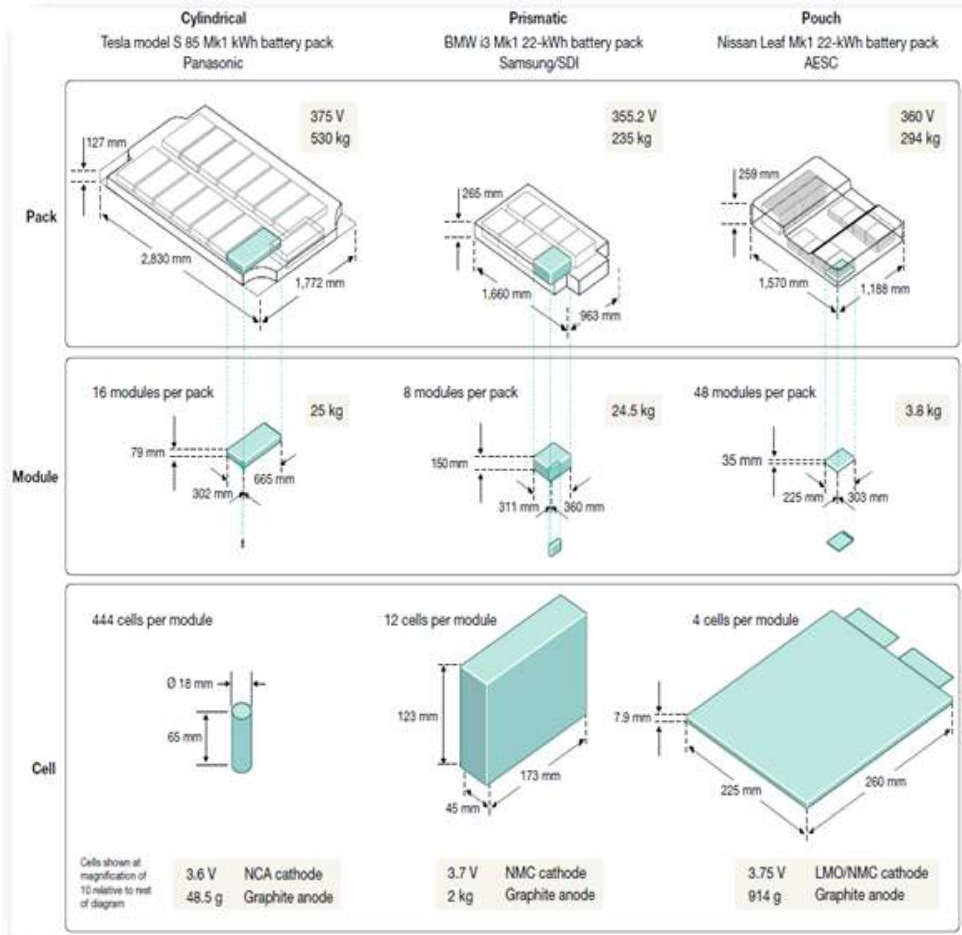 Cylindrical
Tesla model S 85 Mk1 kWh battery pack
Panasonic
Prismatic
BMW i3 Mk1 22-kWh battery pack
Samsung/SDI
Pouch
Nissan Leaf Mk1 22-kWh battery pack
AESC
Pack
375 V
530 kg
127 mm
2,830 mm
1,772 mm
355.2 V
235 kg
265 mm
1,660 mm
963 mm
360 V
294 kg
259 mm
1,570 mm
1,188 mm
Module
16 modules per pack
25 kg
79 mm
302 mm
665 mm
8 modules per pack
24.5 kg
150 mm
311 mm
360 mm
48 modules per pack
3.8 kg
35 mm
225 mm
303 mm
Cell
444 cells per module
Ø 18 mm
65 mm
12 cells per module
123 mm
45 mm
173 mm
4 cells per module
7.9 mm
225 mm
260 mm
Cells shown at
magnification of
10 relative to rest
of diagram
3.6 V NCA cathode
48.5 g Graphite anode
3.7 V NMC cathode
2 kg Graphite anode
3.75 V LMO/NMC cathode
914 g Graphite anode